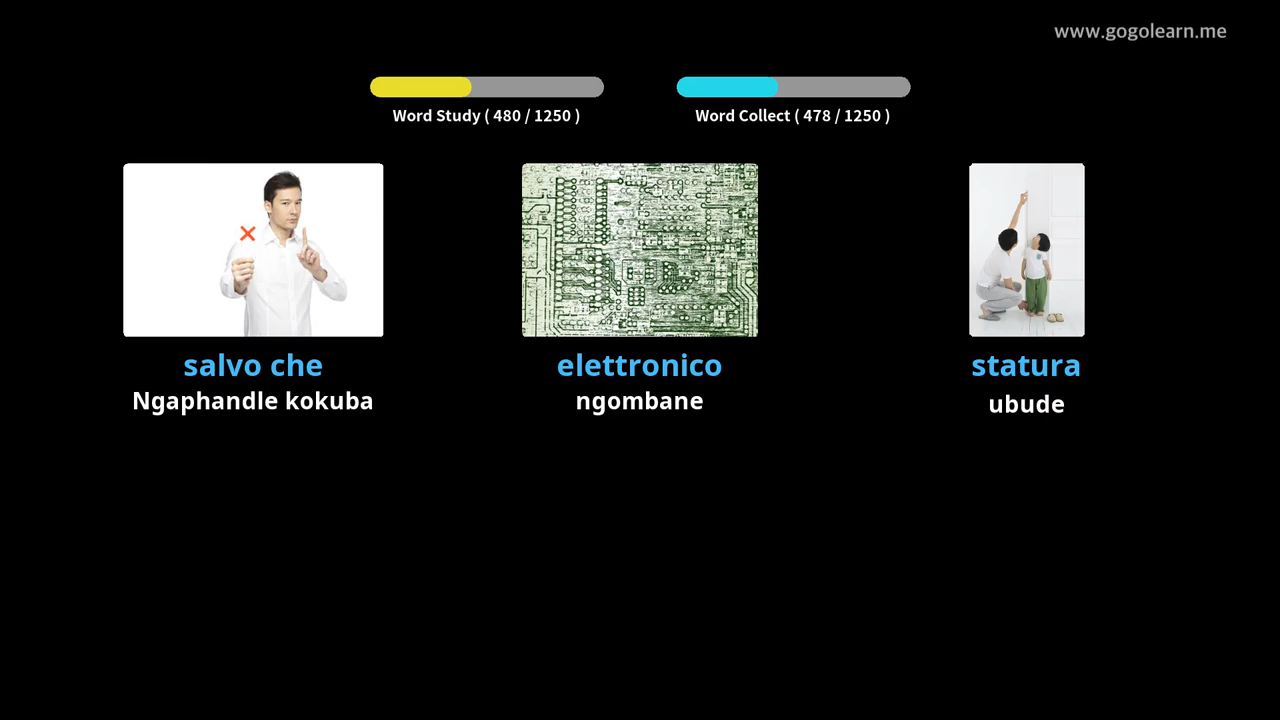 www.gogolearn.me
Word Study ( 480 / 1250 )
Word Collect ( 478 / 1250 )
salvo che
Ngaphandle kokuba
elettronico
ngombane
statura
ubude